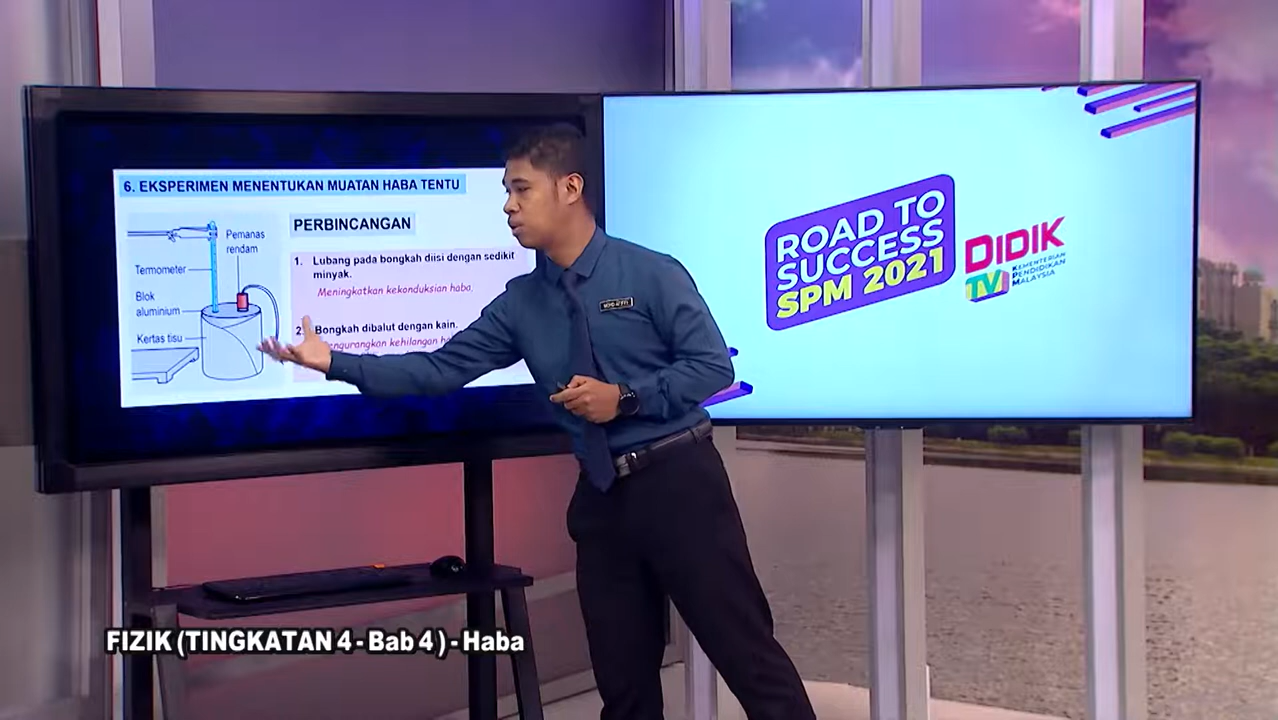 6. EKSPERIMEN MENENTUKAN MUATAN HABA TENTU
PERBINCANGAN
Pemanas
rendam
Termometer
Blok
aluminium
Kertas tisu
1. Lubang pada bongkah diisi dengan sedikit
minyak.
Meningkatkan kekonduksian haba.
2. Bongkah dibalut dengan kain.
kehilangan
ROAD TO
SUCCESS
SPM 2021
DIDIK
TV
KEMENTERIAN
PENDIDIKAN
MALAYSIA
FIZIK (TINGKATAN 4 - Bab 4 ) - Haba